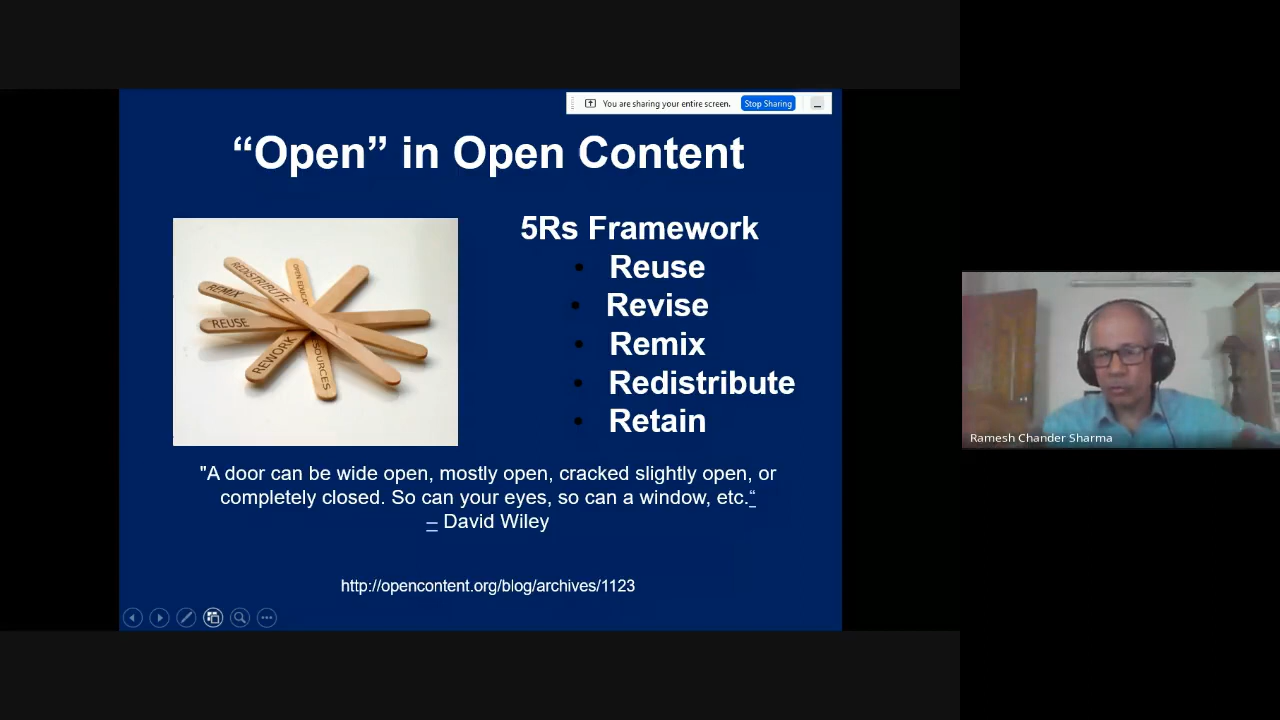 You are sharing your entire screen.
Stop Sharing
“Open” in Open Content
5Rs Framework
• Reuse
• Revise
• Remix
• Redistribute
• Retain
REDISTRIBUTE
REMIX
REUSE
REWORK
OPEN
"A door can be wide open, mostly open, cracked slightly open, or
completely closed. So can your eyes, so can a window, etc.“
– David Wiley
http://opencontent.org/blog/archives/1123
Ramesh Chander Sharma